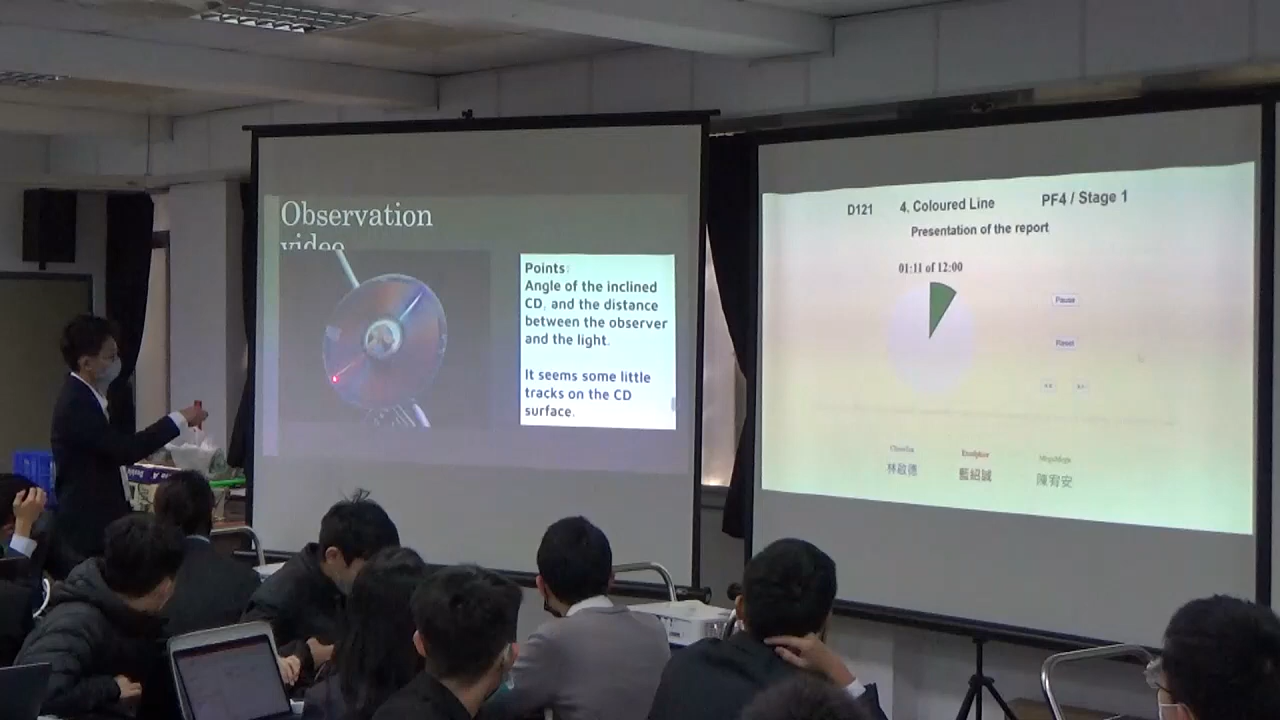 Observation
video
Points:
Angle of the inclined
CD, and the distance
between the observer
and the light.
It seems some little
tracks on the CD
surface.
D121 4. Coloured Line PF4 / Stage 1
Presentation of the report
01:11 of 12:00
Pause
Reset
林啟德 藍紹誠 陳宥安